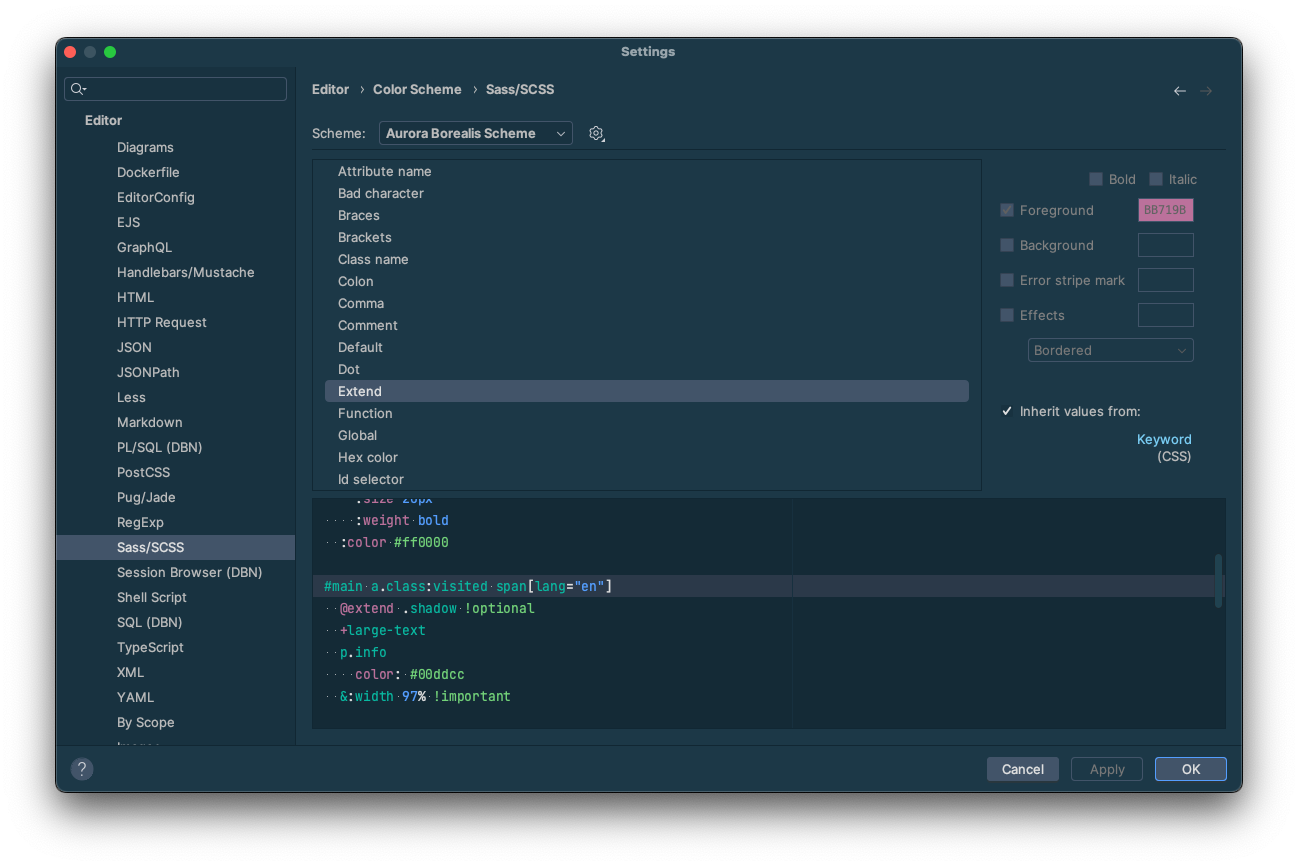 Settings
Editor
Diagrams
Dockerfile
EditorConfig
EJS
GraphQL
Handlebars/Mustache
HTML
HTTP Request
JSON
JSONPath
Less
Markdown
PL/SQL (DBN)
PostCSS
Pug/Jade
RegExp
Sass/SCSS
Session Browser (DBN)
Shell Script
SQL (DBN)
TypeScript
XML
YAML
By Scope
Images
Editor › Color Scheme › Sass/SCSS
Scheme: Aurora Borealis Scheme
Attribute name
Bad character
Braces
Brackets
Class name
Colon
Comma
Comment
Default
Dot
Extend
Function
Global
Hex color
Id selector
Bold Italic
Foreground BB719B
Background
Error stripe mark
Effects
Bordered
Inherit values from:
Keyword
(CSS)
:size 20px
:weight bold
:color #ff0000
#main a.class:visited span[lang="en"]
@extend .shadow !optional
+large-text
p.info
color: #00ddcc
&:width 97% !important
?
Cancel Apply OK